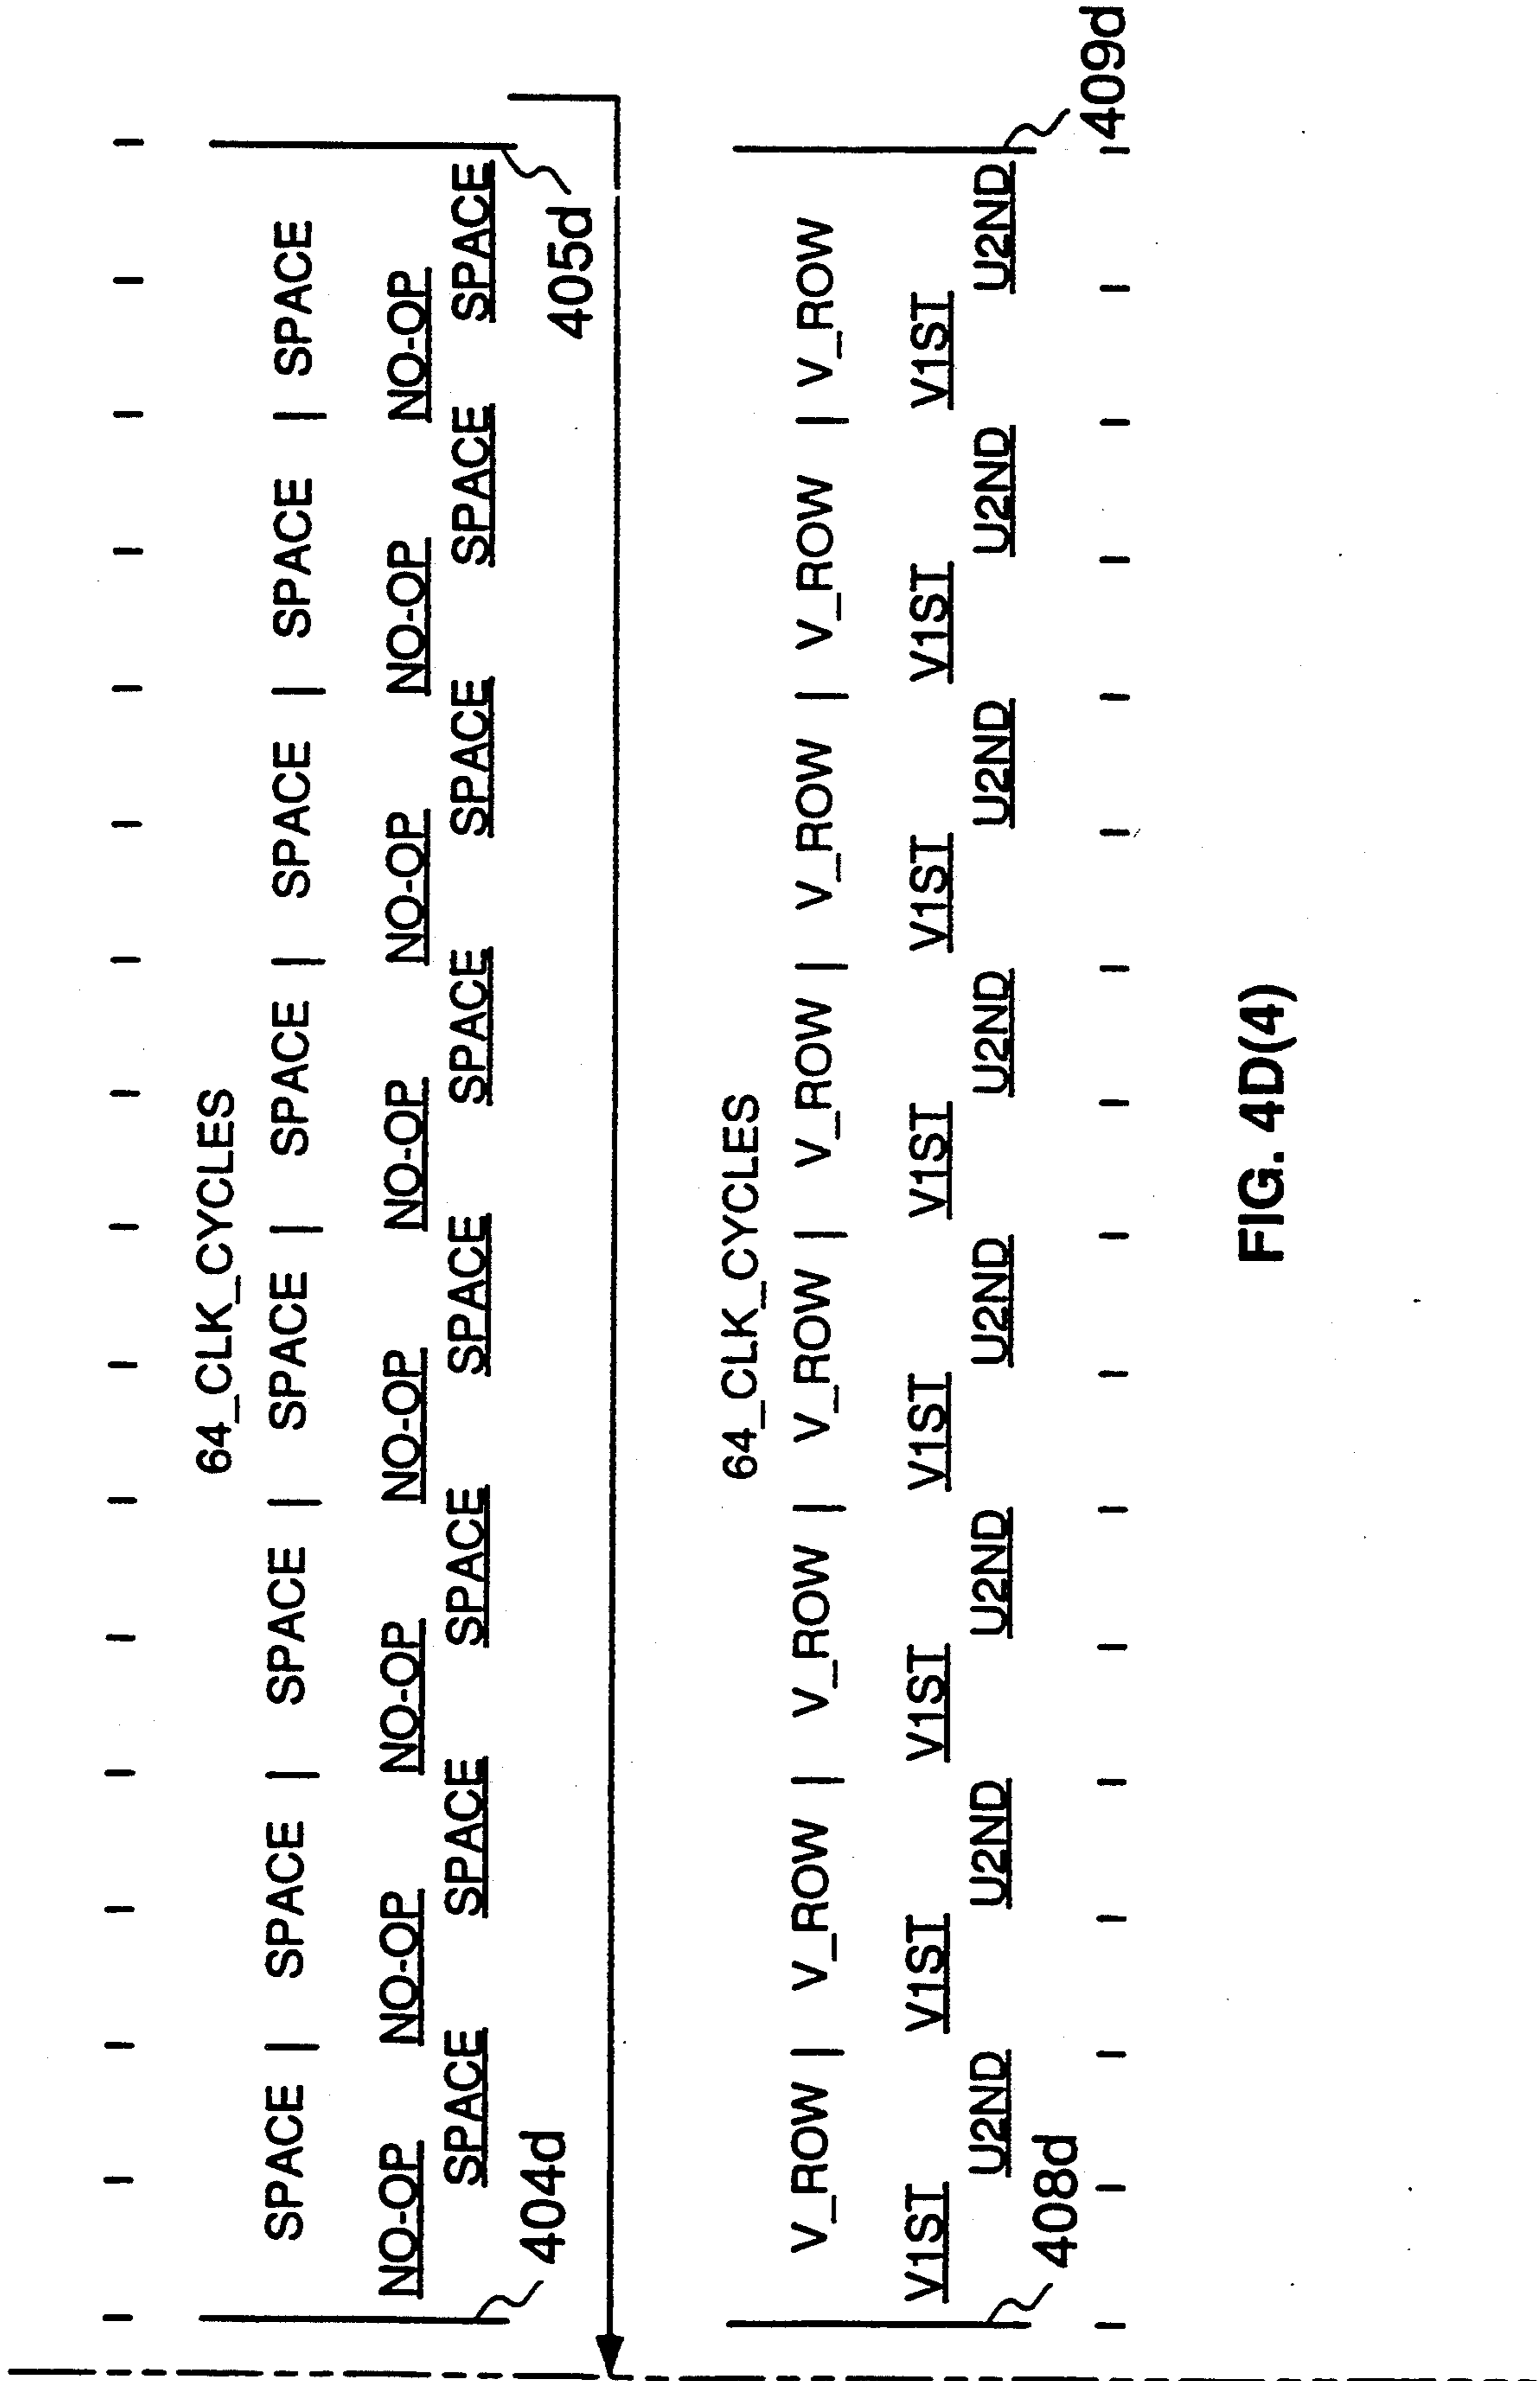 64_CLK_CYCLES
SPACE | SPACE | SPACE | SPACE | SPACE | SPACE | SPACE | SPACE
NO-OP NO-OP NO-OP NO-OP NO-OP NO-OP NO-OP NO-OP
SPACE SPACE SPACE SPACE SPACE SPACE SPACE SPACE
404d 405d
64_CLK_CYCLES
V_ROW | V_ROW | V_ROW | V_ROW | V_ROW | V_ROW | V_ROW | V_ROW
V1ST V1ST V1ST V1ST V1ST V1ST V1ST V1ST
U2ND U2ND U2ND U2ND U2ND U2ND U2ND U2ND
408d 409d
FIG. 4D(4)